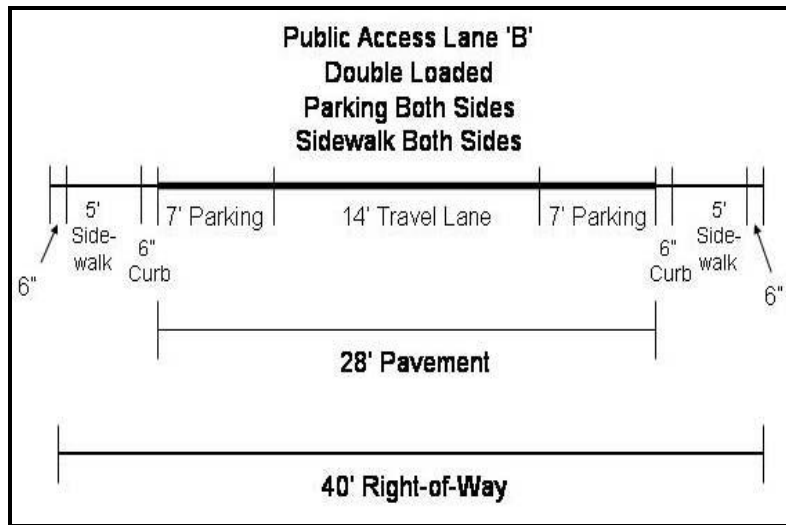 Public Access Lane 'B'
Double Loaded
Parking Both Sides
Sidewalk Both Sides
7' Parking
14' Travel Lane
7' Parking
5'
Side-
walk
6"
Curb
6"
6"
Curb
5'
Side-
walk
6"
28' Pavement
40' Right-of-Way